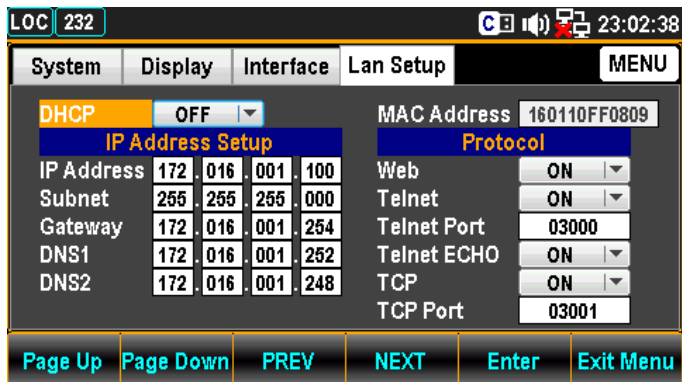 LOC 232 C 23:02:38
System Display Interface Lan Setup MENU
DHCP OFF MAC Address 160110FF0809
IP Address Setup Protocol
IP Address 172 . 016 . 001 . 100 Web ON
Subnet 255 . 255 . 255 . 000 Telnet ON
Gateway 172 . 016 . 001 . 254 Telnet Port 03000
DNS1 172 . 016 . 001 . 252 Telnet ECHO ON
DNS2 172 . 016 . 001 . 248 TCP ON
TCP Port 03001
Page Up Page Down PREV NEXT Enter Exit Menu